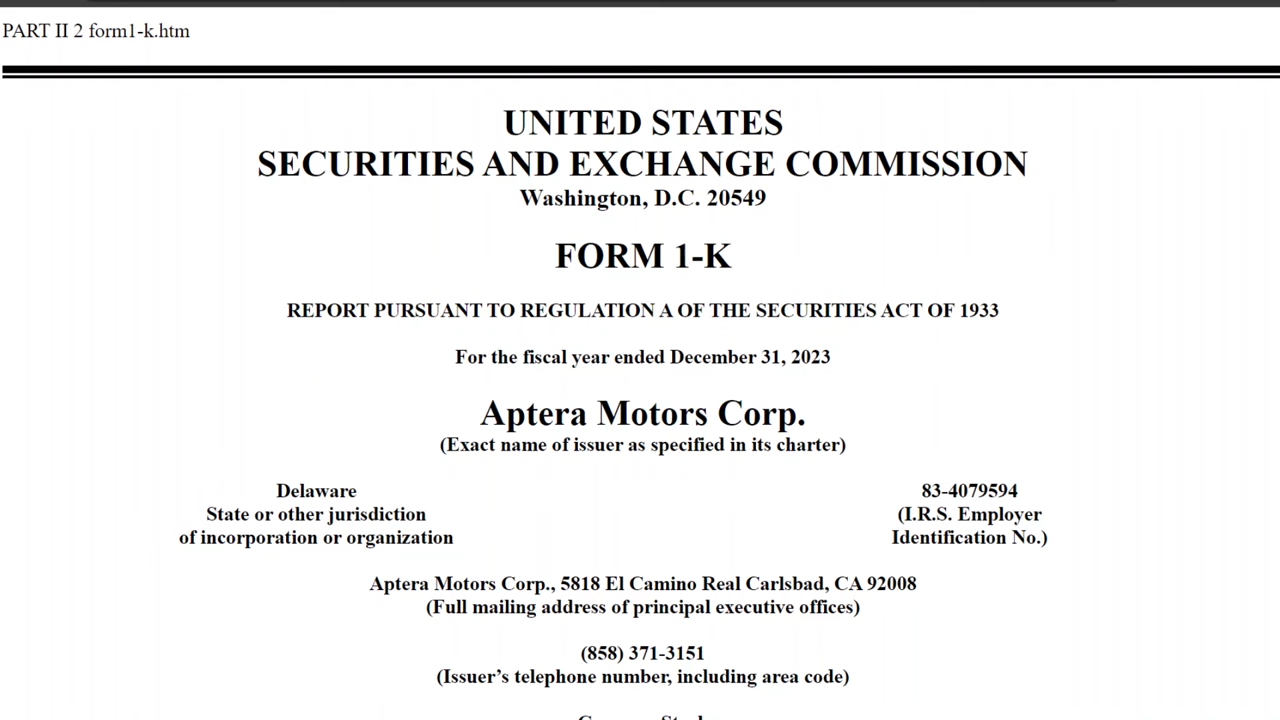 PART II 2 form1-k.htm
UNITED STATES
SECURITIES AND EXCHANGE COMMISSION
Washington, D.C. 20549
FORM 1-K
REPORT PURSUANT TO REGULATION A OF THE SECURITIES ACT OF 1933
For the fiscal year ended December 31, 2023
Aptera Motors Corp.
(Exact name of issuer as specified in its charter)
Delaware
State or other jurisdiction
of incorporation or organization
83-4079594
(I.R.S. Employer
Identification No.)
Aptera Motors Corp., 5818 El Camino Real Carlsbad, CA 92008
(Full mailing address of principal executive offices)
(858) 371-3151
(Issuer’s telephone number, including area code)